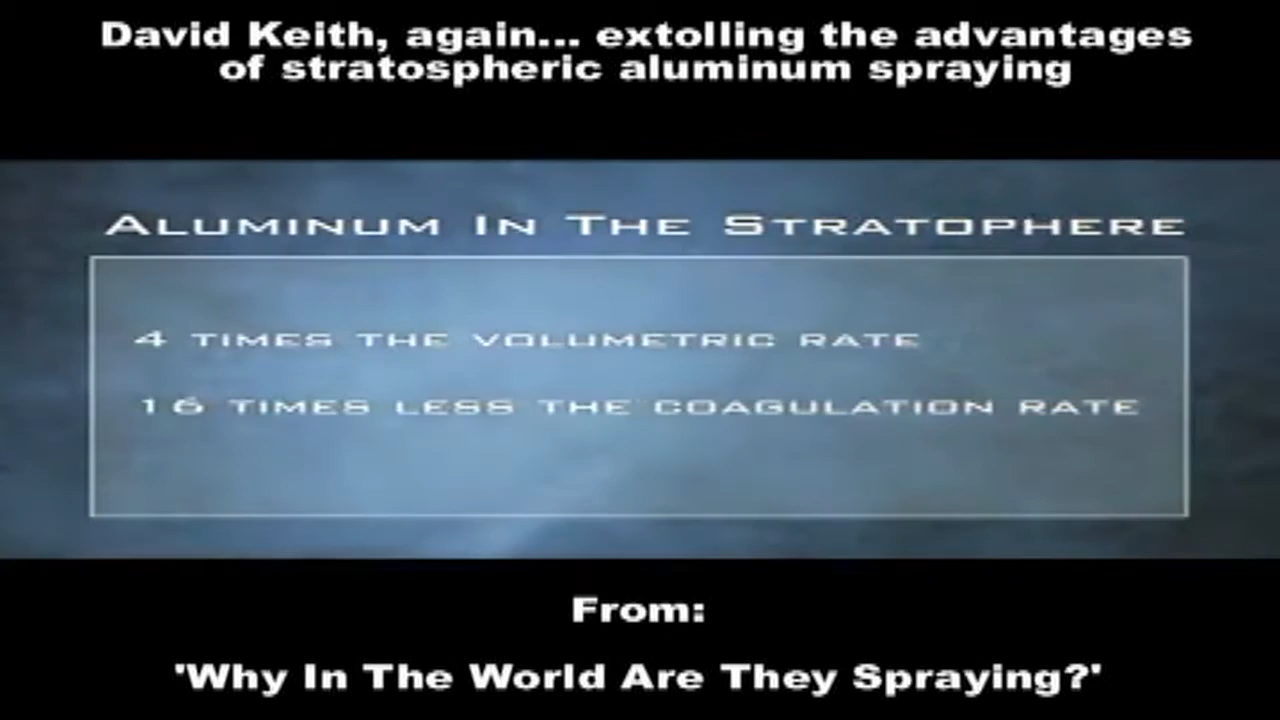 David Keith, again... extolling the advantages
of stratospheric aluminum spraying
ALUMINUM IN THE STRATOPHERE
4 TIMES THE VOLUMETRIC RATE
16 TIMES LESS THE COAGULATION RATE
From:
'Why In The World Are They Spraying?'